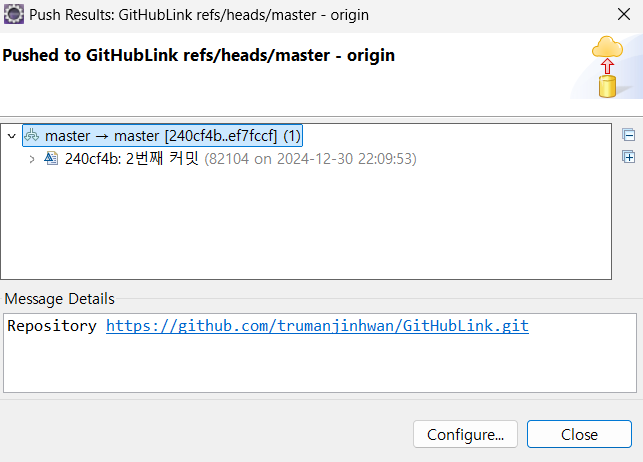 Push Results: GitHubLink refs/heads/master - origin
Pushed to GitHubLink refs/heads/master - origin
master → master [240cf4b..ef7fccf] (1)
240cf4b: 2번째 커밋 (82104 on 2024-12-30 22:09:53)
Message Details
Repository https://github.com/trumanjinhwan/GitHubLink.git
Configure...
Close